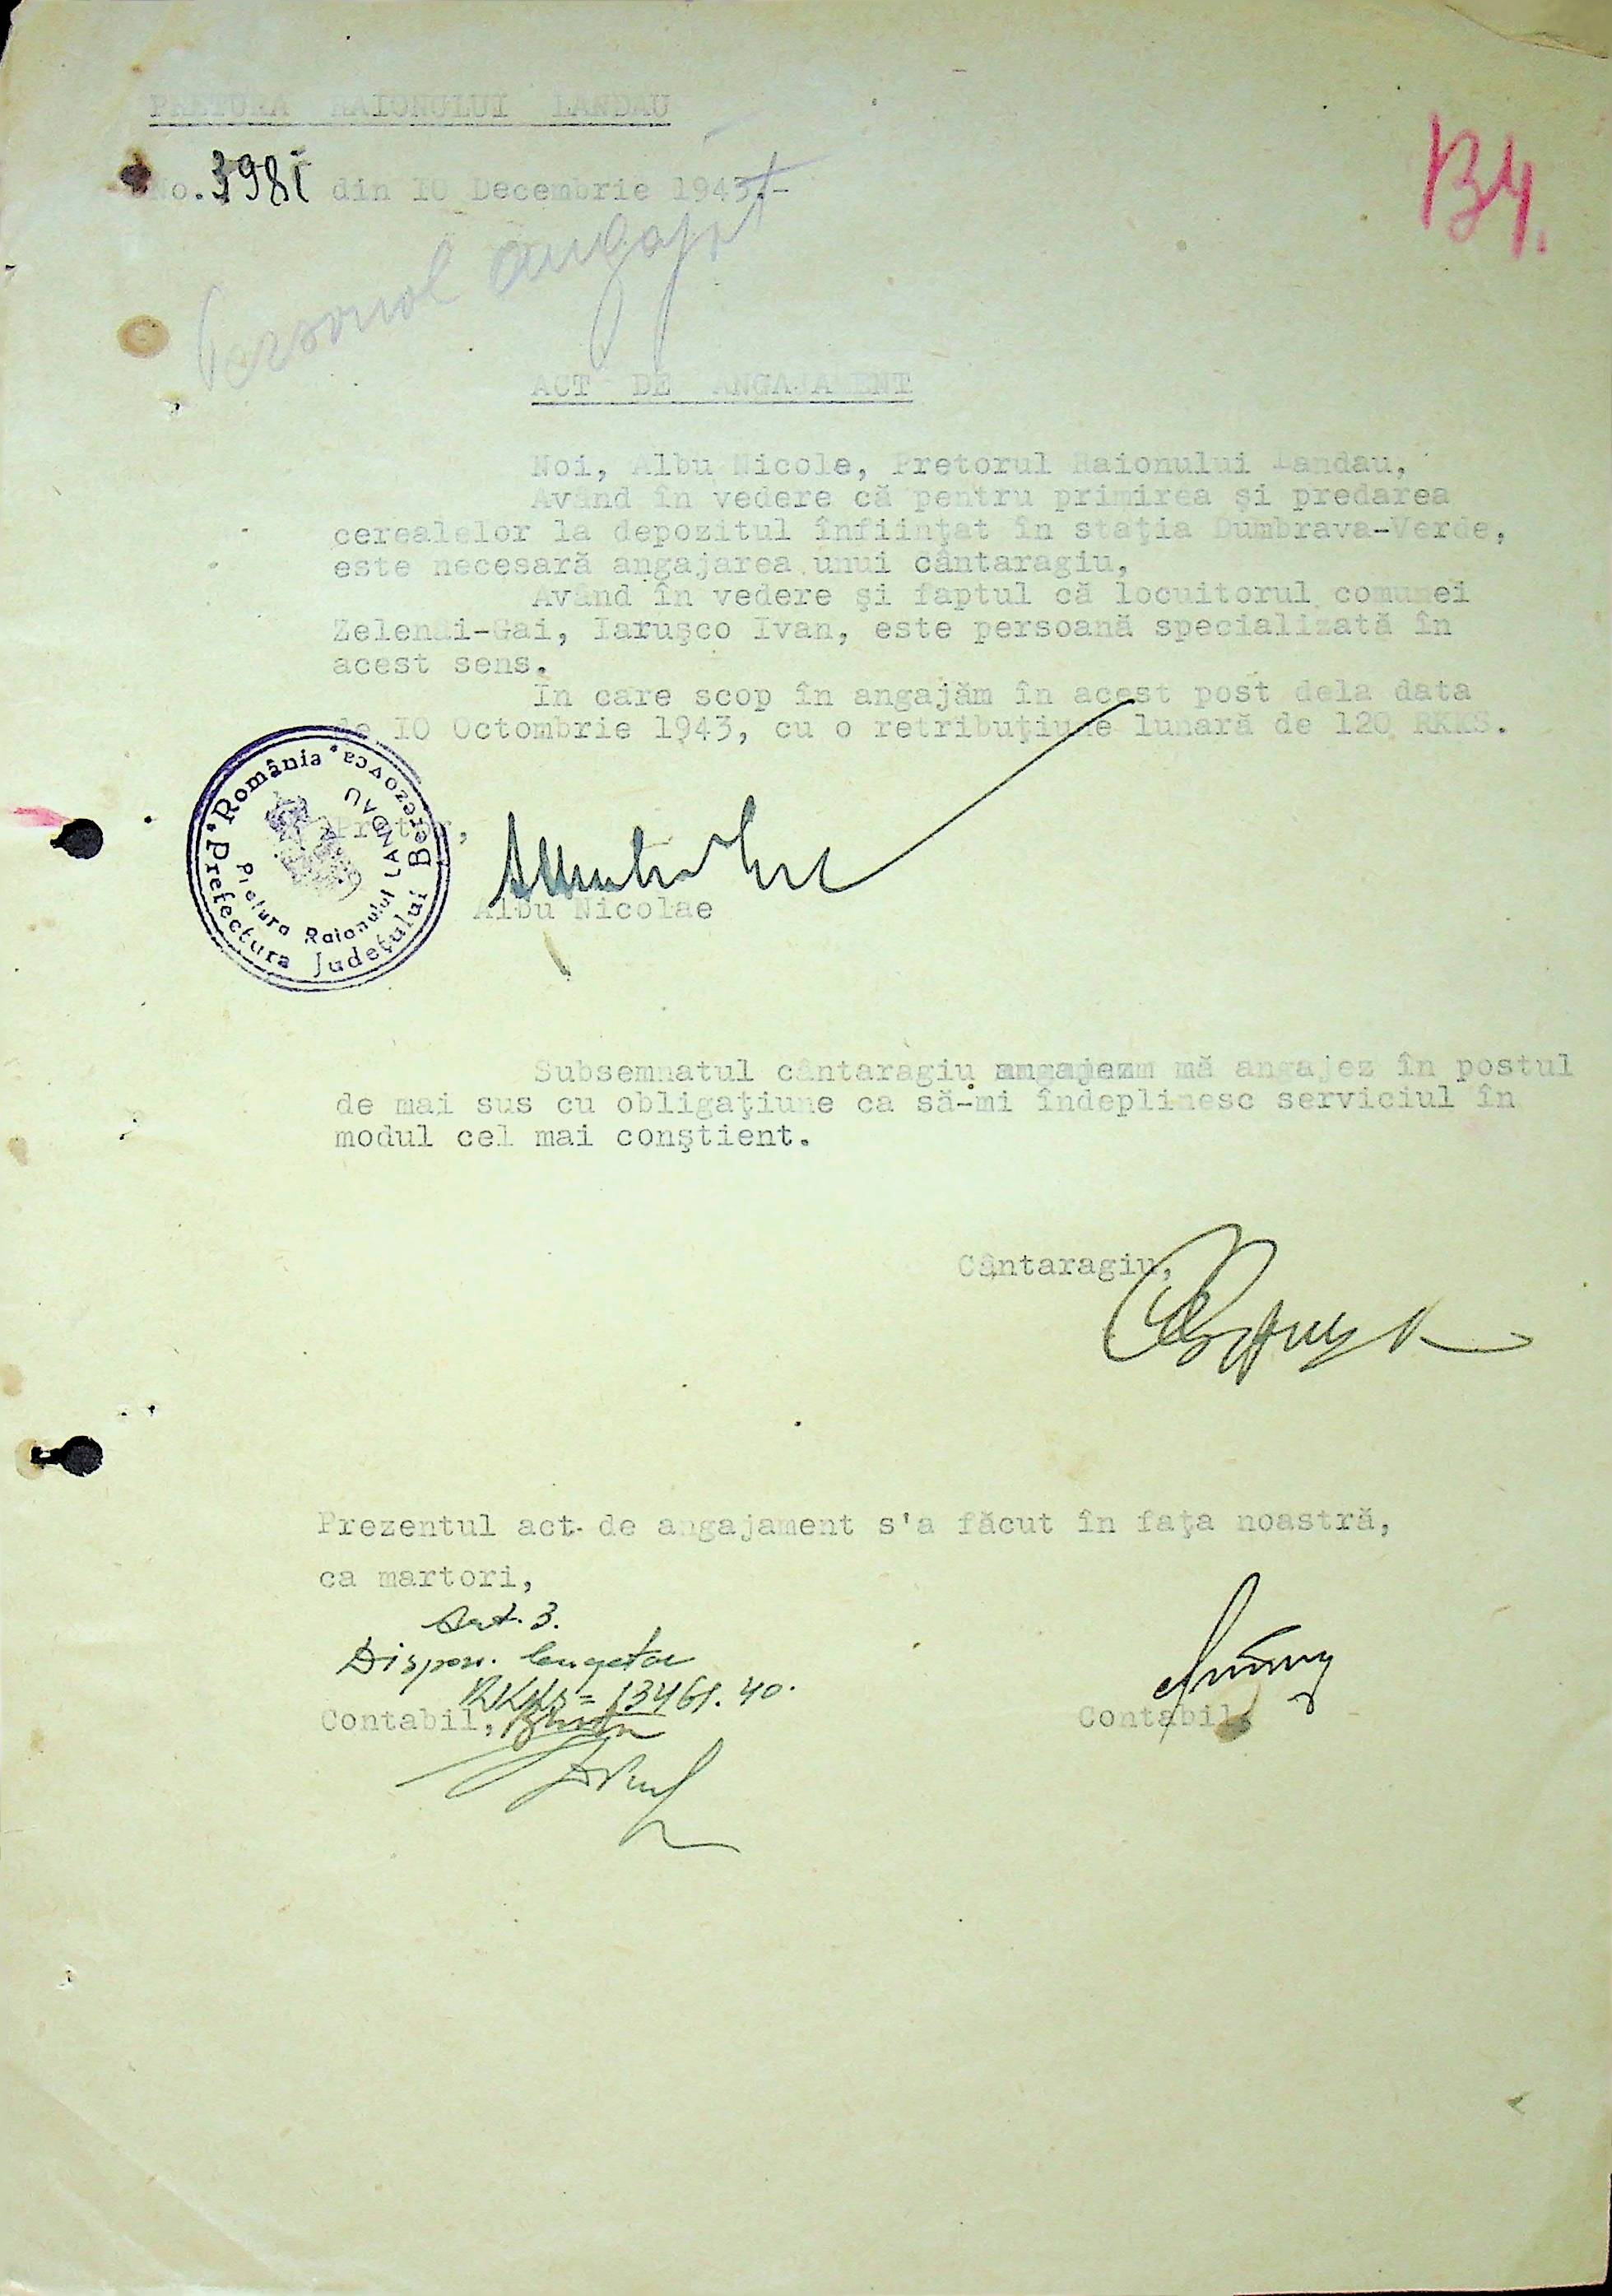 PRETURA RAIONULUI LANDAU
134.
No. 3981 din 10 Decembrie 1943.-
Personal angajat
ACT DE ANGAJAMENT
Noi, Albu Nicole, Pretorul Raionului Landau,
Având în vedere că pentru primirea şi predarea
cerealelor la depozitul înfiinţat în staţia Dumbrava-Verde,
este necesară angajarea unui cântaragiu,
Având în vedere şi faptul că locuitorul comunei
Zelenai-Gai, Iaruşco Ivan, este persoană specializată în
acest sens.
In care scop în angajăm în acest post dela data
de 10 Octombrie 1943, cu o retribuţiune lunară de 120 RKKS.
România
Prefectura Judeţului Berezovca
Pretura Raionului LANDAU
Pretor,
Albu Nicolae
Subsemnatul cântaragiu mă angajez în postul
de mai sus cu obligaţiune ca să-mi îndeplinesc serviciul în
modul cel mai conştient.
Cântaragiu,
Prezentul act de angajament s'a făcut în faţa noastră,
ca martori,
Art. 3.
Dispon. bugetar
RKKS = 13461.40.
Contabil,
Contabil,